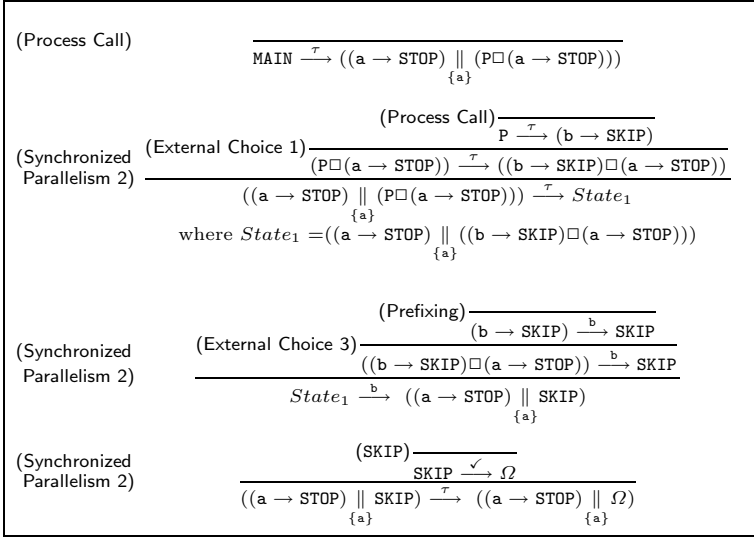 (Process Call)
MAIN —τ→ ((a → STOP) ∥{a} (P□(a → STOP)))
(Process Call)
P —τ→ (b → SKIP)
(External Choice 1)
(P□(a → STOP)) —τ→ ((b → SKIP)□(a → STOP))
(Synchronized
Parallelism 2)
((a → STOP) ∥{a} (P□(a → STOP))) —τ→ State₁
where State₁ =((a → STOP) ∥{a} ((b → SKIP)□(a → STOP)))
(Prefixing)
(b → SKIP) —b→ SKIP
(External Choice 3)
((b → SKIP)□(a → STOP)) —b→ SKIP
(Synchronized
Parallelism 2)
State₁ —b→ ((a → STOP) ∥{a} SKIP)
(SKIP)
SKIP —✓→ Ω
(Synchronized
Parallelism 2)
((a → STOP) ∥{a} SKIP) —τ→ ((a → STOP) ∥{a} Ω)